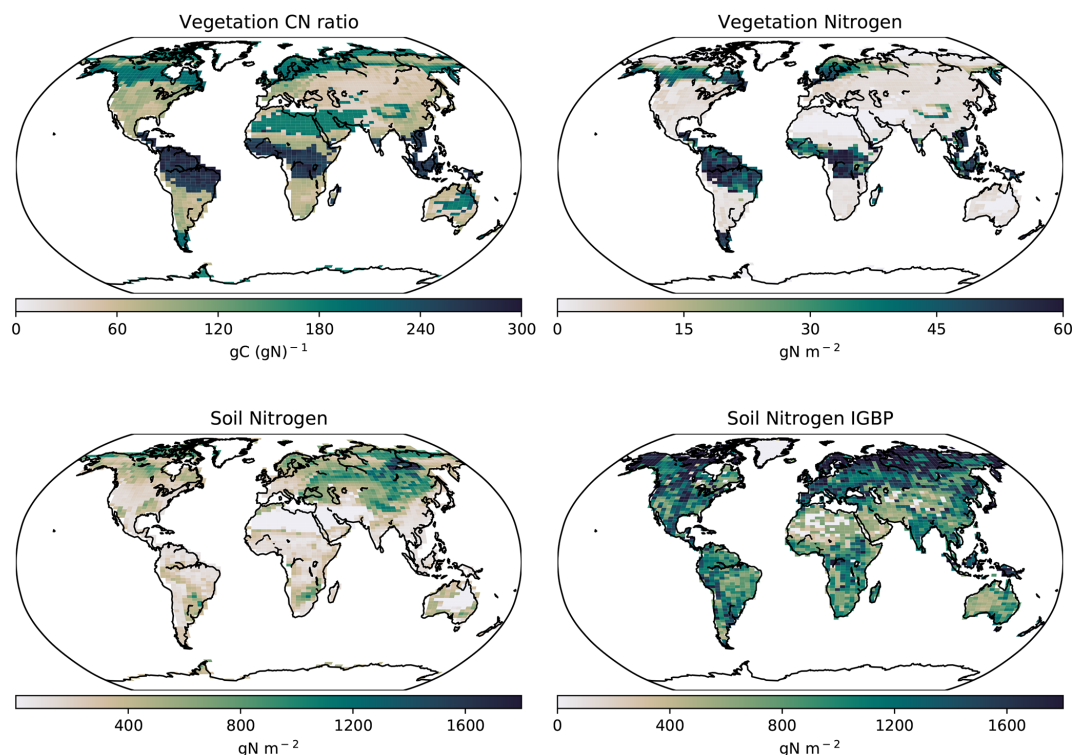 Vegetation CN ratio
Vegetation Nitrogen
0 60 120 180 240 300
gC (gN)⁻¹
0 15 30 45 60
gN m⁻²
Soil Nitrogen
Soil Nitrogen IGBP
400 800 1200 1600
gN m⁻²
0 400 800 1200 1600
gN m⁻²